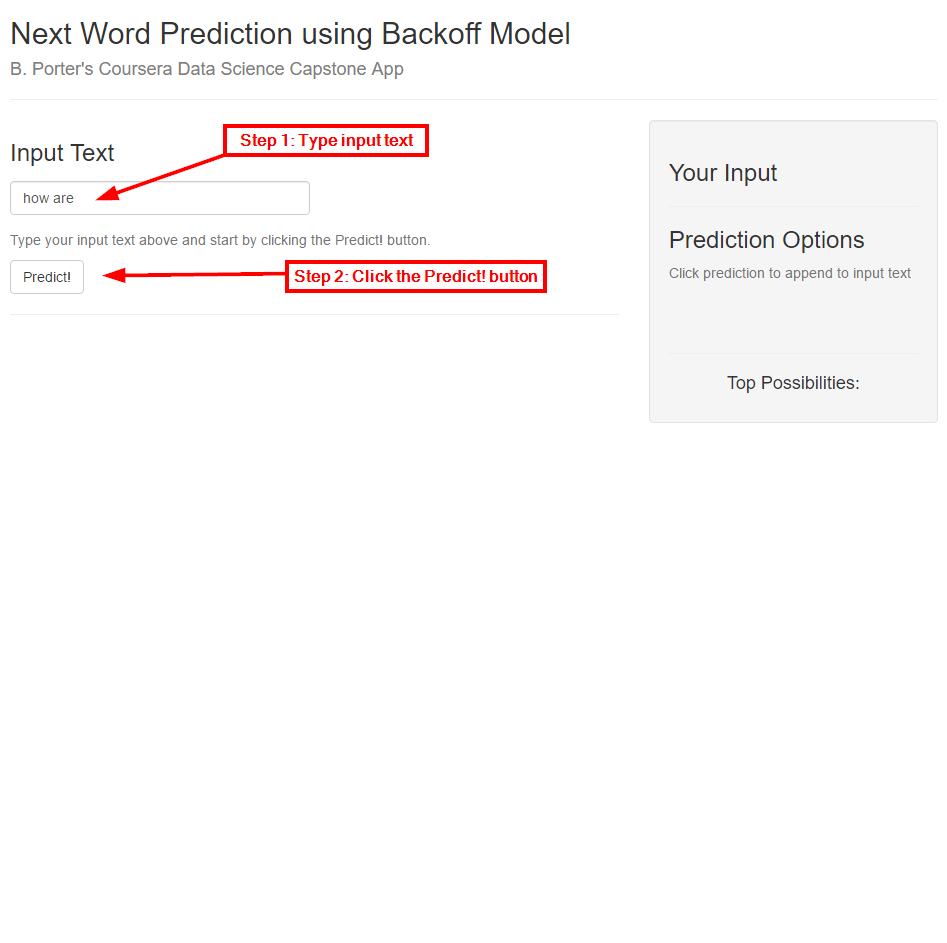 Next Word Prediction using Backoff Model
B. Porter's Coursera Data Science Capstone App
Step 1: Type input text
Input Text
how are
Type your input text above and start by clicking the Predict! button.
Predict!
Step 2: Click the Predict! button
Your Input
Prediction Options
Click prediction to append to input text
Top Possibilities: